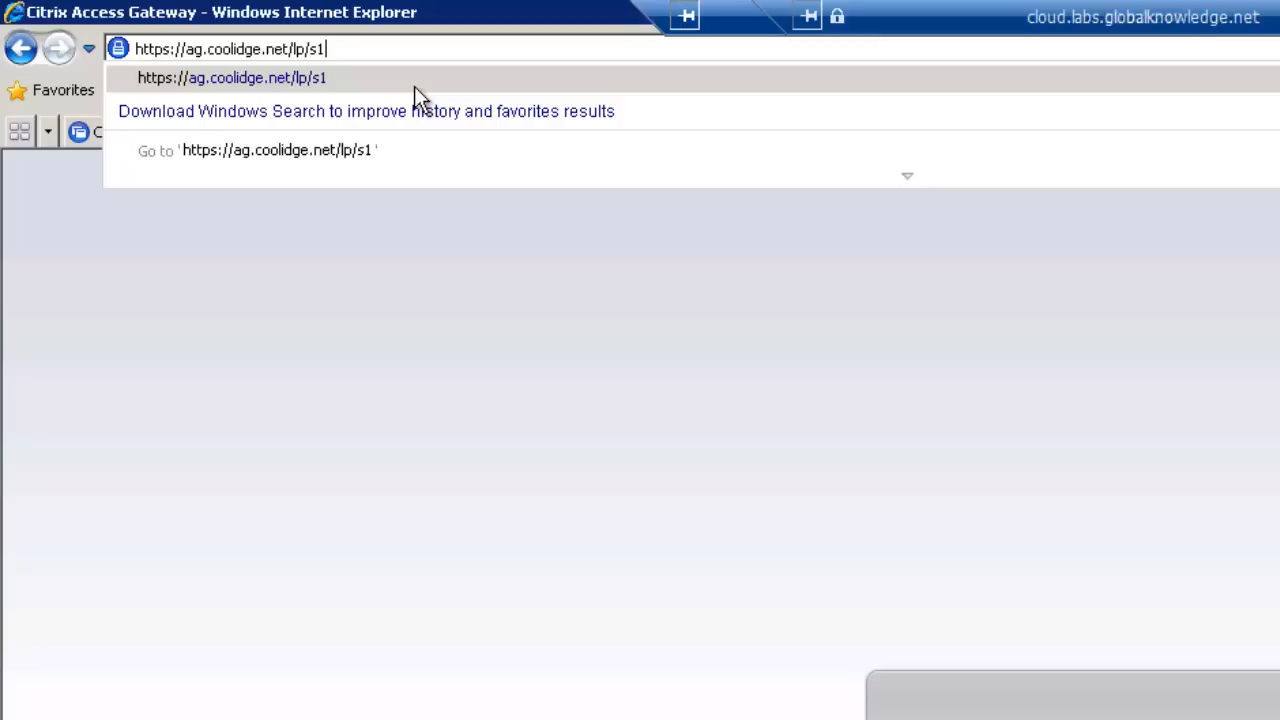 Citrix Access Gateway - Windows Internet Explorer
cloud.labs.globalknowledge.net
https://ag.coolidge.net/lp/s1
https://ag.coolidge.net/lp/s1
Favorites
Download Windows Search to improve history and favorites results
C
Go to 'https://ag.coolidge.net/lp/s1 '